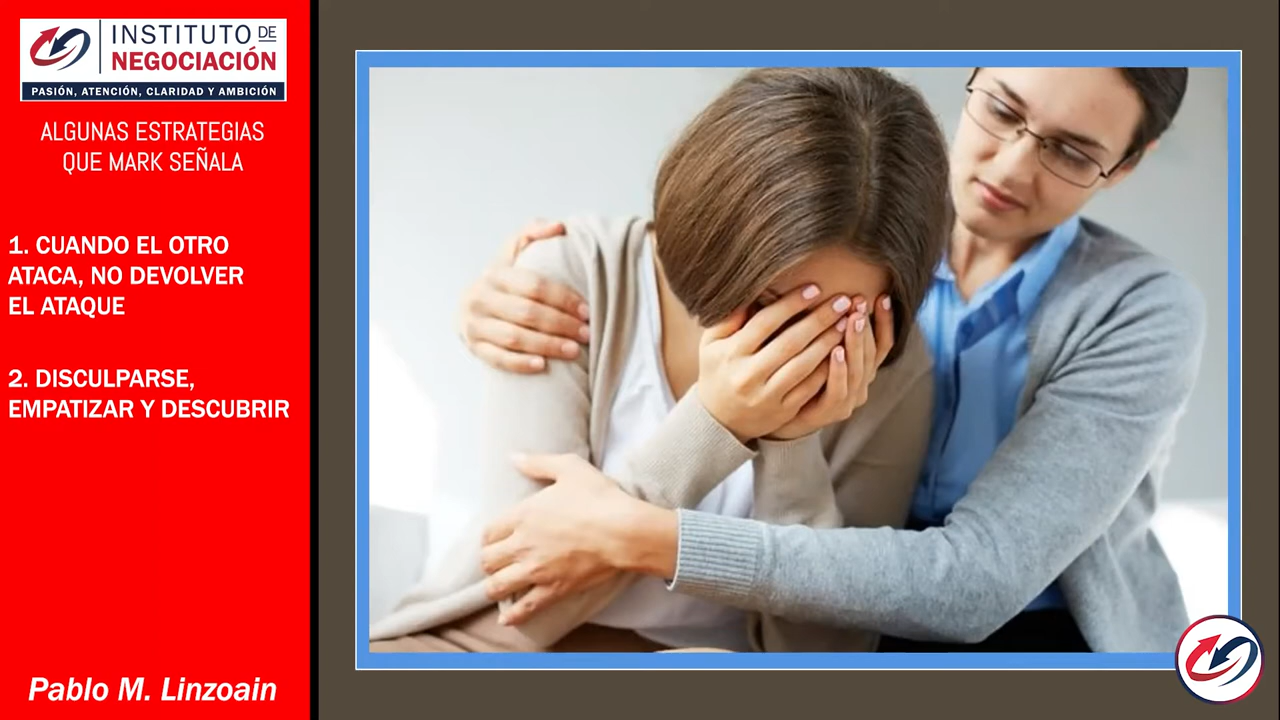 INSTITUTO DE
NEGOCIACIÓN
PASIÓN, ATENCIÓN, CLARIDAD Y AMBICIÓN
ALGUNAS ESTRATEGIAS
QUE MARK SEÑALA
1. CUANDO EL OTRO
ATACA, NO DEVOLVER
EL ATAQUE
2. DISCULPARSE,
EMPATIZAR Y DESCUBRIR
Pablo M. Linzoain